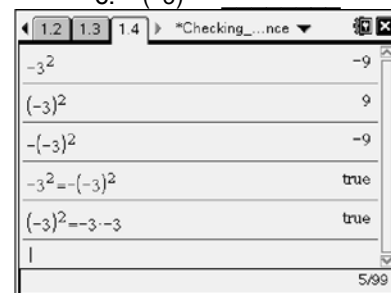 1.2 1.3 1.4 *Checking_...nce
-3² -9
(-3)² 9
-(-3)² -9
-3²=-(-3)² true
(-3)²=-3·-3 true
5/99